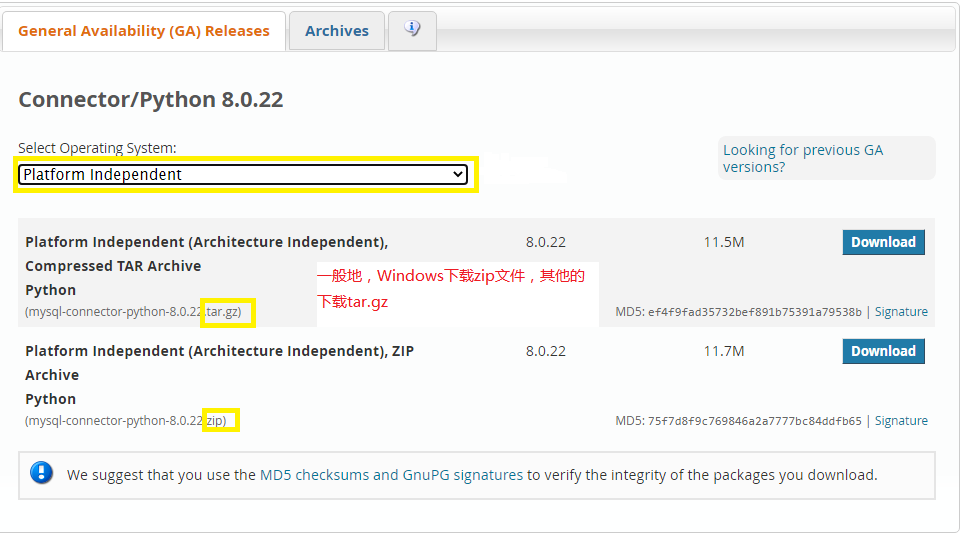 General Availability (GA) Releases
Archives
Connector/Python 8.0.22
Select Operating System:
Looking for previous GA
versions?
Platform Independent
Platform Independent (Architecture Independent),
Compressed TAR Archive
Python
8.0.22
11.5M
Download
一般地，Windows下载zip文件，其他的
下载tar.gz
(mysql-connector-python-8.0.22.tar.gz)
MD5: ef4f9fad35732bef891b75391a79538b | Signature
Platform Independent (Architecture Independent), ZIP
Archive
Python
8.0.22
11.7M
Download
(mysql-connector-python-8.0.22.zip)
MD5: 75f7d8f9c769846a2a7777bc84ddfb65 | Signature
We suggest that you use the MD5 checksums and GnuPG signatures to verify the integrity of the packages you download.